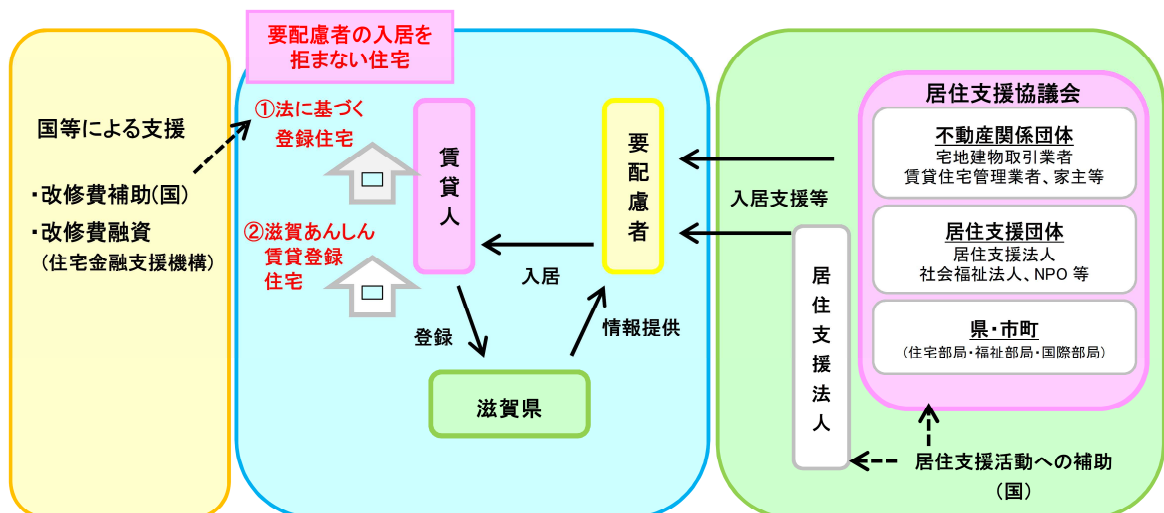 国等による支援
・改修費補助(国)
・改修費融資
(住宅金融支援機構)
要配慮者の入居を
拒まない住宅
①法に基づく
登録住宅
②滋賀あんしん
賃貸登録
住宅
賃貸人
要配慮者
入居
登録
情報提供
滋賀県
入居支援等
居住支援法人
居住支援協議会
不動産関係団体
宅地建物取引業者
賃貸住宅管理業者、家主等
居住支援団体
居住支援法人
社会福祉法人、NPO 等
県・市町
(住宅部局・福祉部局・国際部局)
居住支援活動への補助
(国)